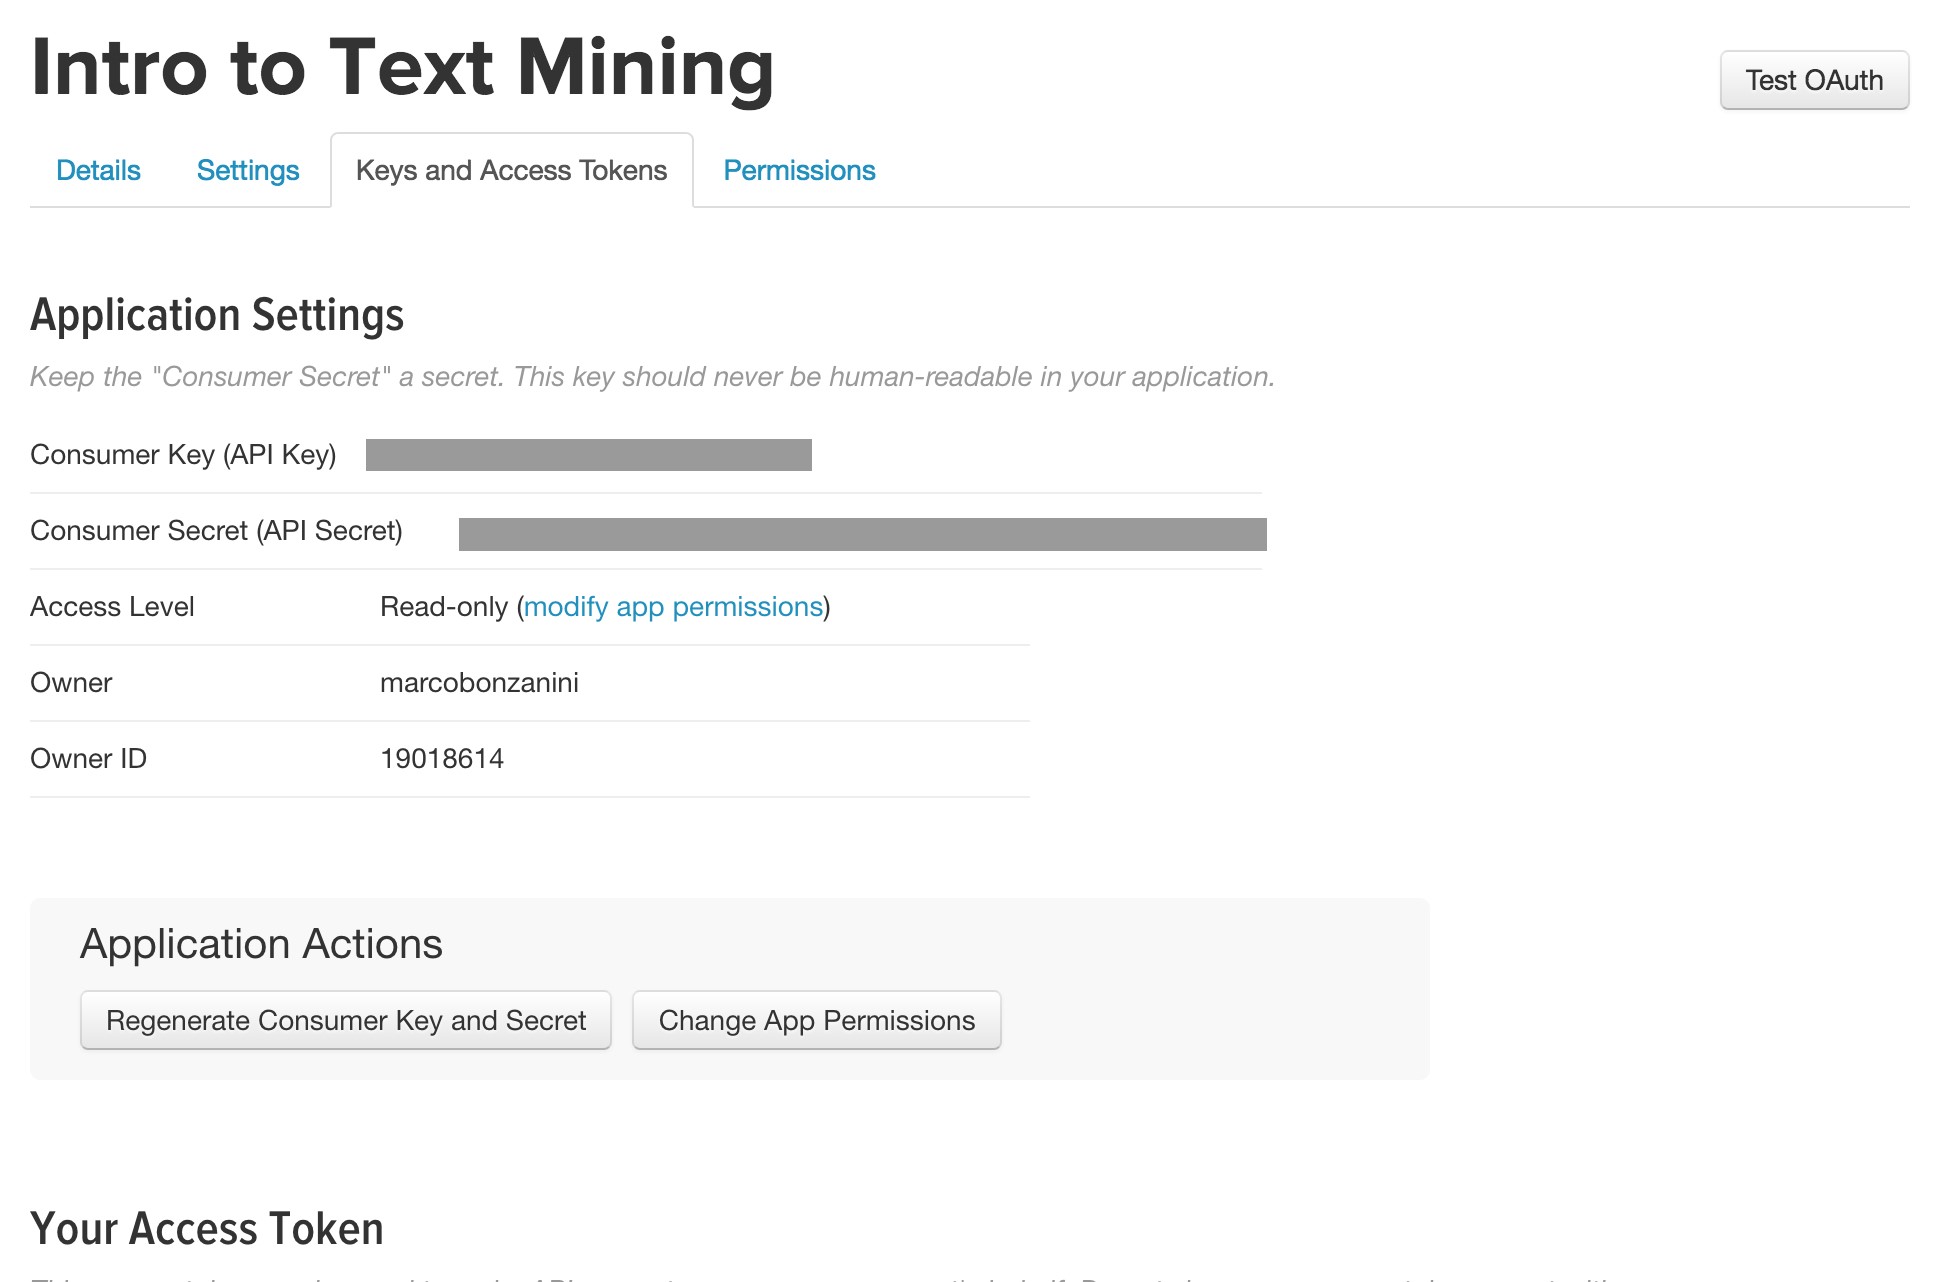 Intro to Text Mining
Test OAuth
Details Settings Keys and Access Tokens Permissions
Application Settings
Keep the "Consumer Secret" a secret. This key should never be human-readable in your application.
Consumer Key (API Key)
Consumer Secret (API Secret)
Access Level Read-only (modify app permissions)
Owner marcobonzanini
Owner ID 19018614
Application Actions
Regenerate Consumer Key and Secret Change App Permissions
Your Access Token